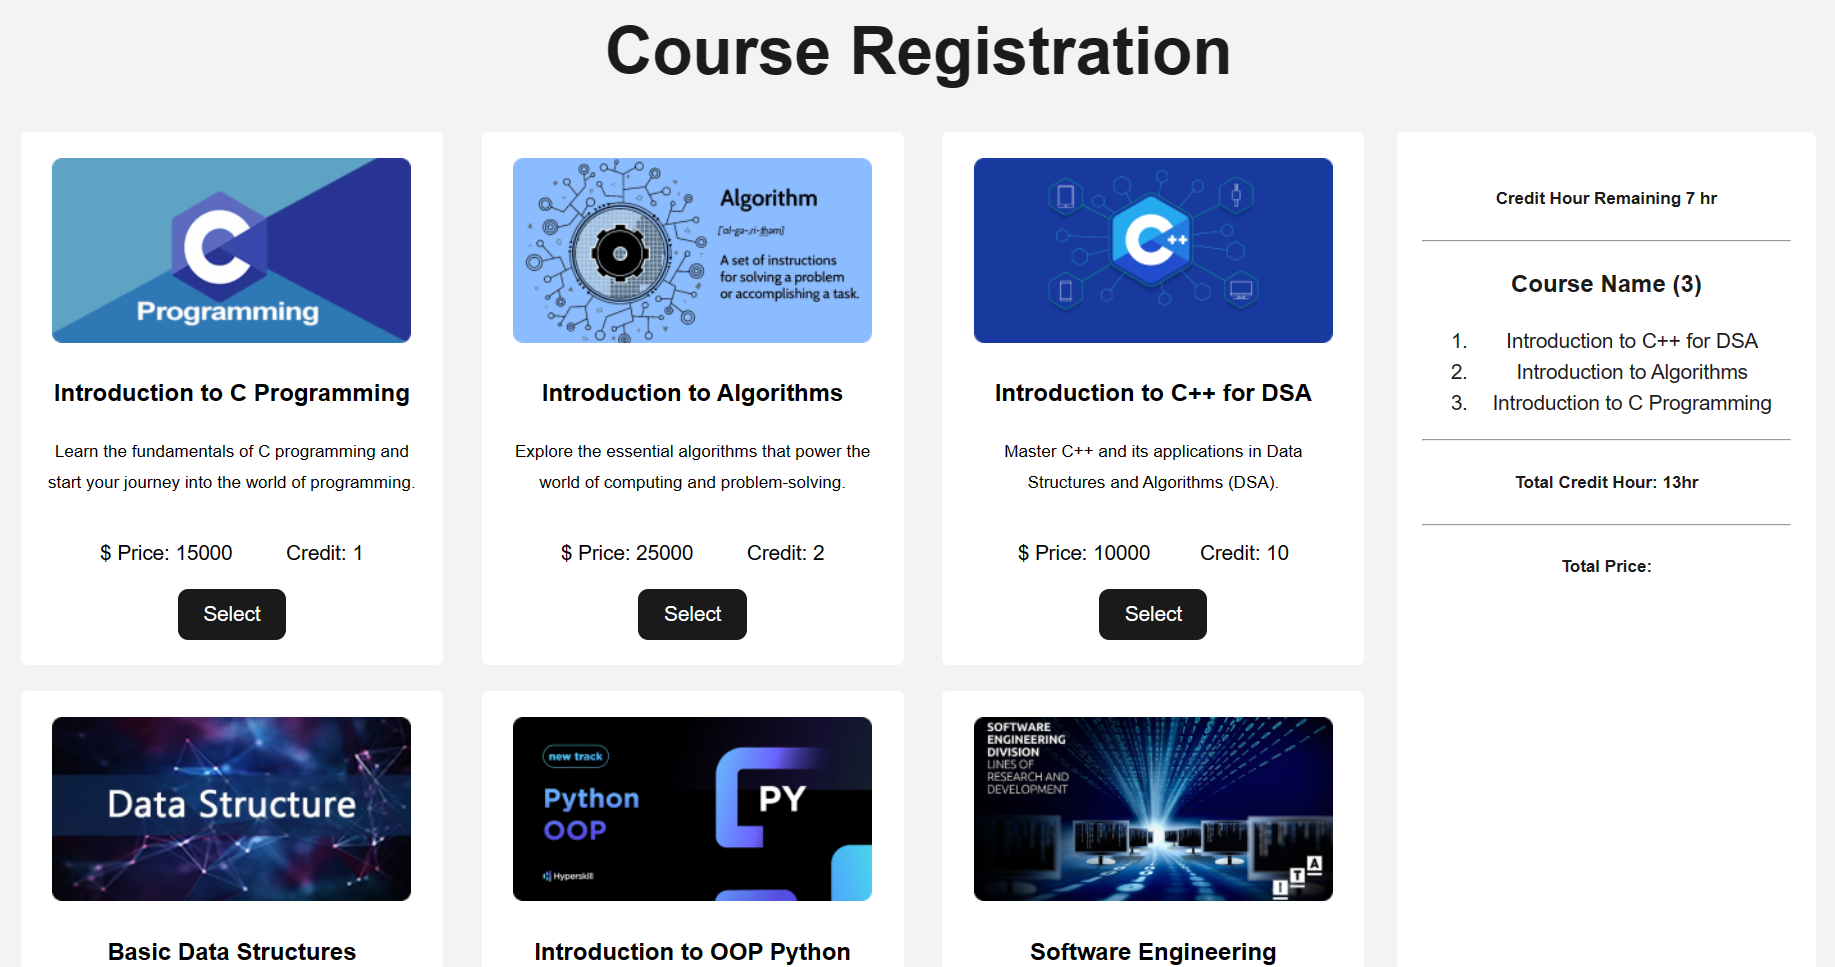 Course Registration
C
Programming
Introduction to C Programming
Learn the fundamentals of C programming and
start your journey into the world of programming.
$ Price: 15000 Credit: 1
Select
Algorithm
['al-gə-ˌri-t͟həm]
A set of instructions
for solving a problem
or accomplishing a task.
Introduction to Algorithms
Explore the essential algorithms that power the
world of computing and problem-solving.
$ Price: 25000 Credit: 2
Select
C++
Introduction to C++ for DSA
Master C++ and its applications in Data
Structures and Algorithms (DSA).
$ Price: 10000 Credit: 10
Select
Credit Hour Remaining 7 hr
Course Name (3)
1. Introduction to C++ for DSA
2. Introduction to Algorithms
3. Introduction to C Programming
Total Credit Hour: 13hr
Total Price:
Data Structure
Basic Data Structures
new track
Python
OOP
PY
Hyperskill
Introduction to OOP Python
SOFTWARE
ENGINEERING
DIVISION
LINES OF
RESEARCH AND
DEVELOPMENT
ITA
Software Engineering